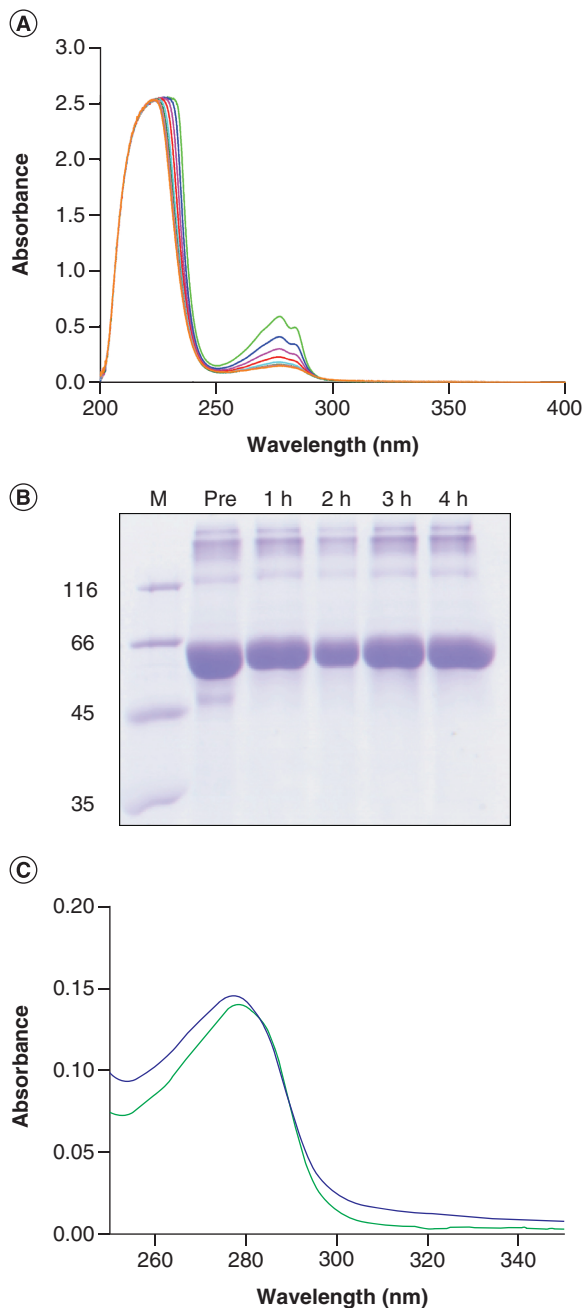 A
3.0
2.5
2.0
1.5
1.0
0.5
0.0
Absorbance
200 250 300 350 400
Wavelength (nm)
B
M Pre 1 h 2 h 3 h 4 h
116
66
45
35
C
0.20
0.15
0.10
0.05
0.00
Absorbance
260 280 300 320 340
Wavelength (nm)